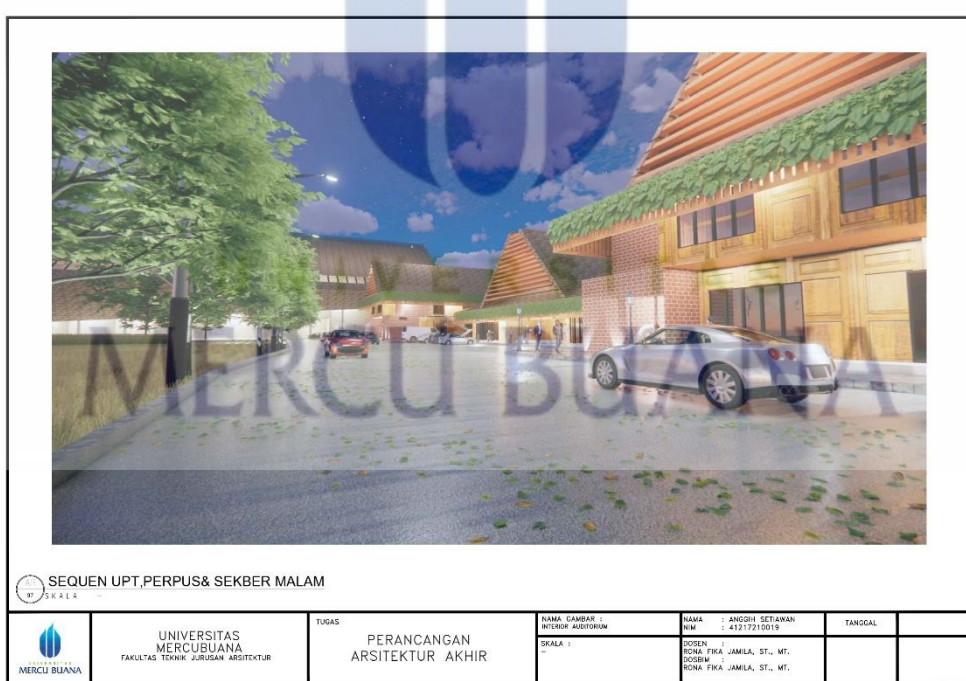 MERCU BUANA
SEQUEN UPT,PERPUS& SEKBER MALAM
97
SKALA -
UNIVERSITAS
MERCU BUANA
UNIVERSITAS
MERCUBUANA
FAKULTAS TEKNIK JURUSAN ARSITEKTUR
TUGAS
PERANCANGAN
ARSITEKTUR AKHIR
NAMA GAMBAR :
INTERIOR AUDITORIUM
SKALA :
-
NAMA : ANGGIH SETIAWAN
NIM : 41217210019
DOSEN :
RONA FIKA JAMILA, ST., MT.
DOSBIM :
RONA FIKA JAMILA, ST., MT.
TANGGAL